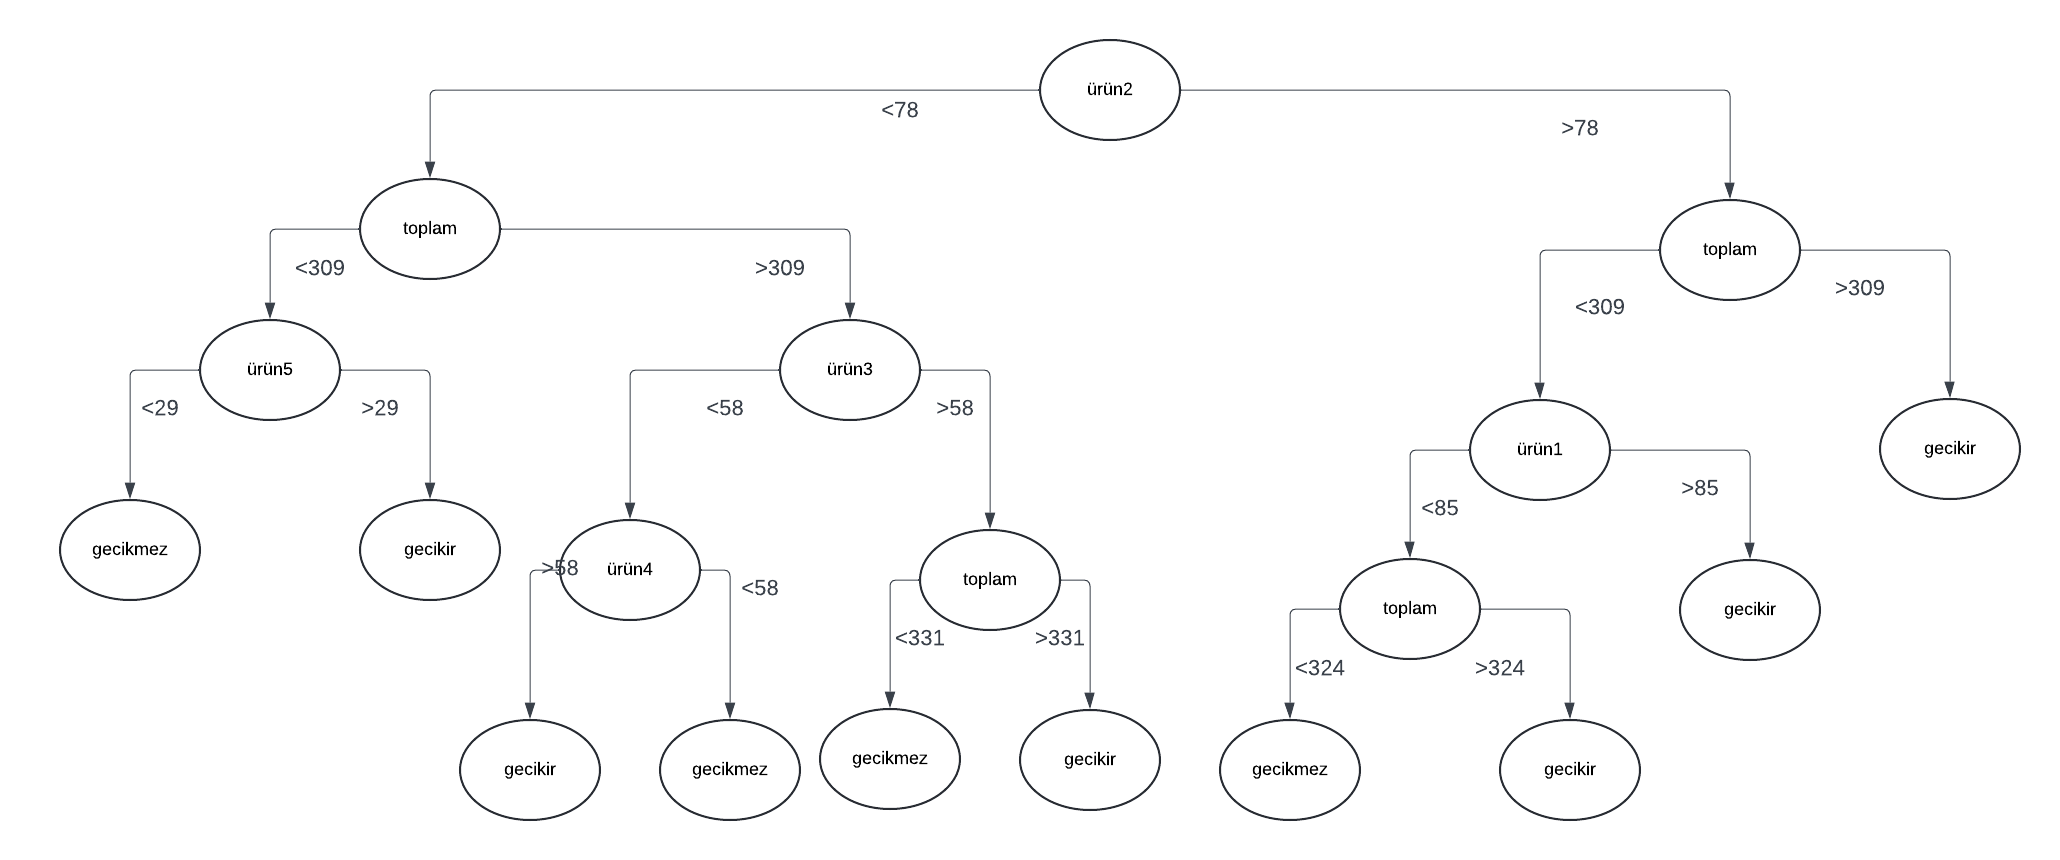 ürün2
<78
>78
toplam
toplam
<309
>309
<309
>309
ürün5
ürün3
<29
>29
<58
>58
ürün1
gecikir
<85
>85
gecikmez
gecikir
>58
ürün4
<58
toplam
toplam
gecikir
<331
>331
<324
>324
gecikir
gecikmez
gecikmez
gecikir
gecikmez
gecikir